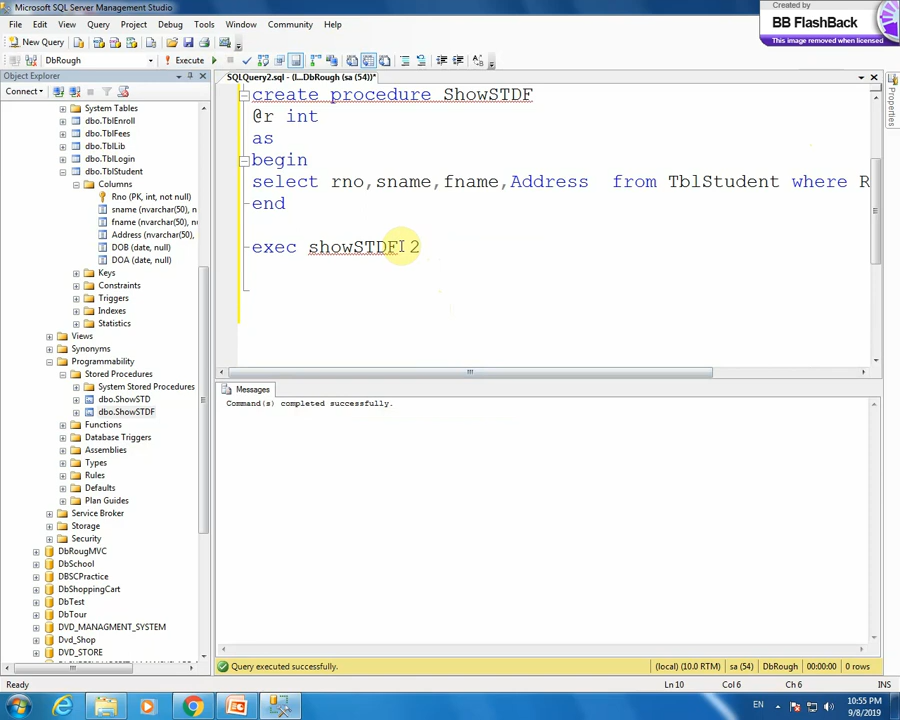 Microsoft SQL Server Management Studio
Created by
BB FlashBack
This image removed when licensed
File Edit View Query Project Debug Tools Window Community Help
New Query
DbRough Execute
Object Explorer
SQLQuery2.sql - (l...DbRough (sa (54))*
Connect
Properties
System Tables
dbo.TblEnroll
dbo.TblFees
dbo.TblLib
dbo.TblLogin
dbo.TblStudent
Columns
Rno (PK, int, not null)
sname (nvarchar(50),
fname (nvarchar(50),
Address (nvarchar(50),
DOB (date, null)
DOA (date, null)
Keys
Constraints
Triggers
Indexes
Statistics
Views
Synonyms
Programmability
Stored Procedures
System Stored Procedures
dbo.ShowSTD
dbo.ShowSTDF
Functions
Database Triggers
Assemblies
Types
Rules
Defaults
Plan Guides
Service Broker
Storage
Security
DbRougMVC
DbSchool
DBSCPractice
DbShoppingCart
DbTest
DbTour
DVD_MANAGMENT_SYSTEM
Dvd_Shop
DVD_STORE
create procedure ShowSTDF
@r int
as
begin
select rno,sname,fname,Address from TblStudent where R
end
exec showSTDF 2
Messages
Command(s) completed successfully.
Query executed successfully. (local) (10.0 RTM) sa (54) DbRough 00:00:00 0 rows
Ready Ln 10 Col 6 Ch 6 INS
EN 10:55 PM
9/8/2019